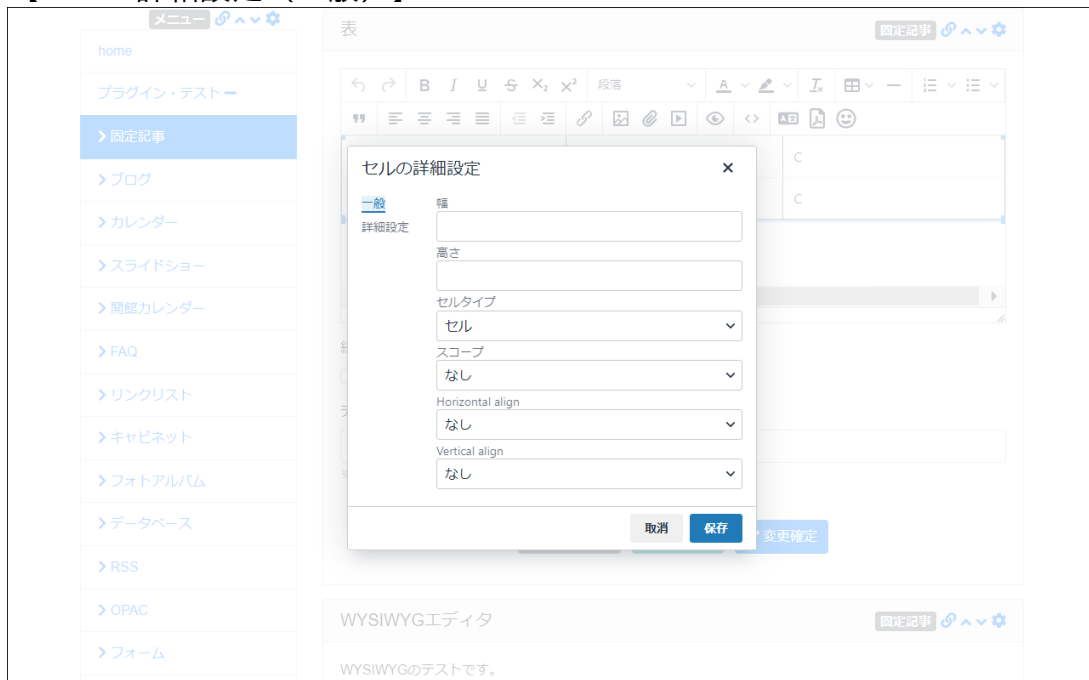 メニュー
home
プラグイン・テスト
固定記事
ブログ
カレンダー
スライドショー
開館カレンダー
FAQ
リンクリスト
キャビネット
フォトアルバム
データベース
RSS
OPAC
フォーム
表
固定記事
段落
C
C
セルの詳細設定
一般
詳細設定
幅
高さ
セルタイプ
セル
スコープ
なし
Horizontal align
なし
Vertical align
なし
取消
保存
変更確定
WYSIWYGエディタ
固定記事
WYSIWYGのテストです。